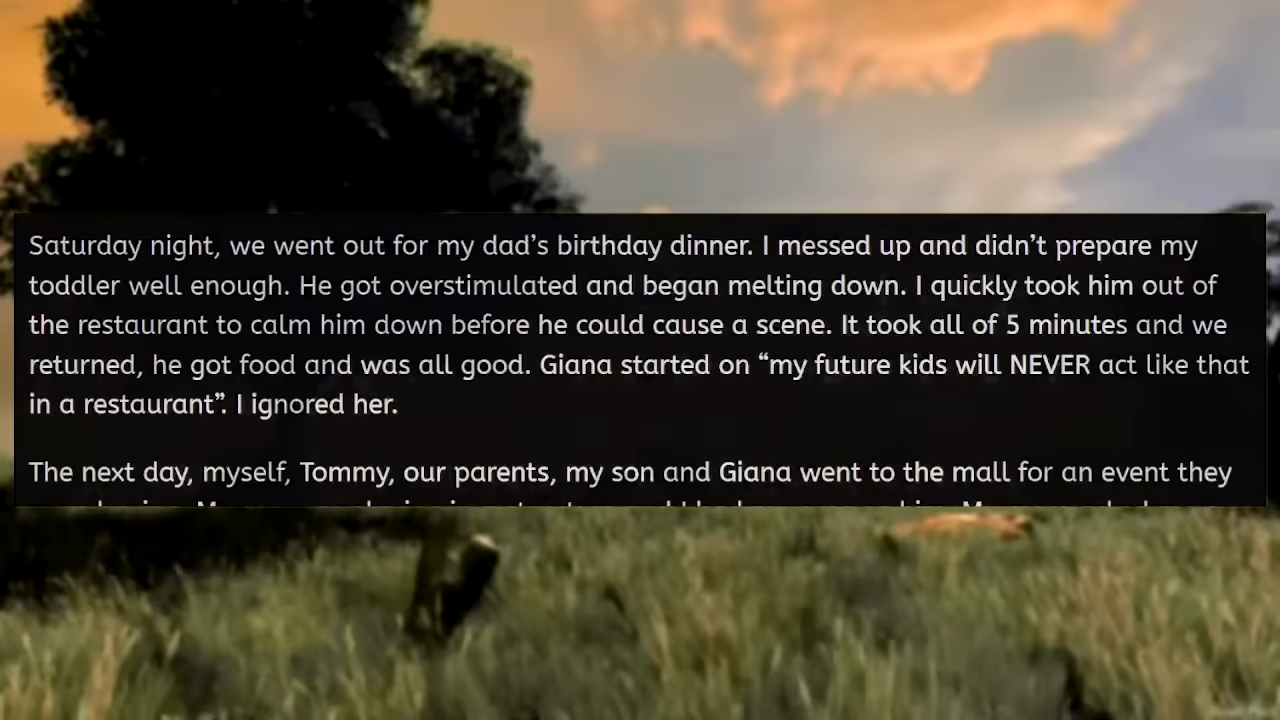 Saturday night, we went out for my dad’s birthday dinner. I messed up and didn’t prepare my
toddler well enough. He got overstimulated and began melting down. I quickly took him out of
the restaurant to calm him down before he could cause a scene. It took all of 5 minutes and we
returned, he got food and was all good. Giana started on “my future kids will NEVER act like that
in a restaurant”. I ignored her.
The next day, myself, Tommy, our parents, my son and Giana went to the mall for an event they